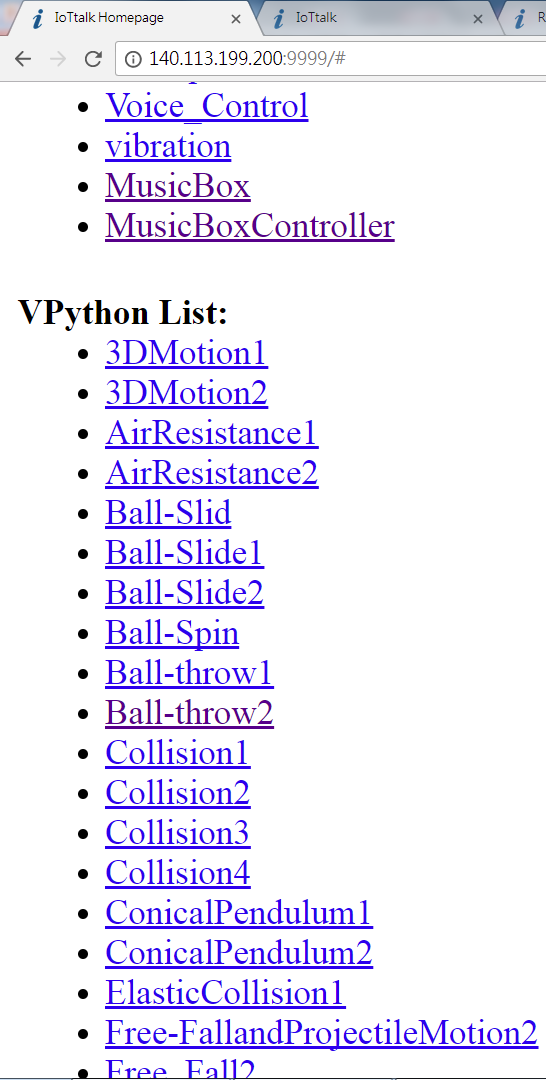 IoTtalk Homepage
IoTtalk
R
140.113.199.200:9999/#
Voice_Control
vibration
MusicBox
MusicBoxController
VPython List:
3DMotion1
3DMotion2
AirResistance1
AirResistance2
Ball-Slid
Ball-Slide1
Ball-Slide2
Ball-Spin
Ball-throw1
Ball-throw2
Collision1
Collision2
Collision3
Collision4
ConicalPendulum1
ConicalPendulum2
ElasticCollision1
Free-FallandProjectileMotion2
Free_Fall2